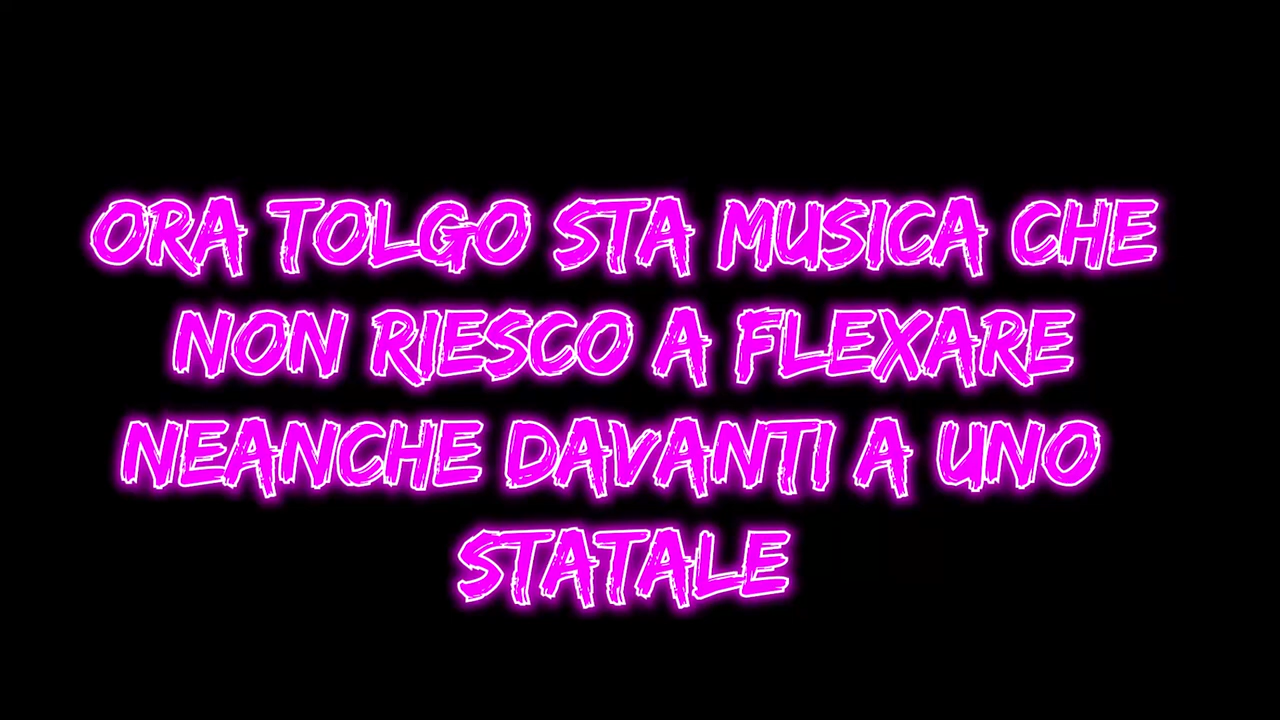 ORA TOLGO STA MUSICA CHE
NON RIESCO A FLEXARE
NEANCHE DAVANTI A UNO
STATALE